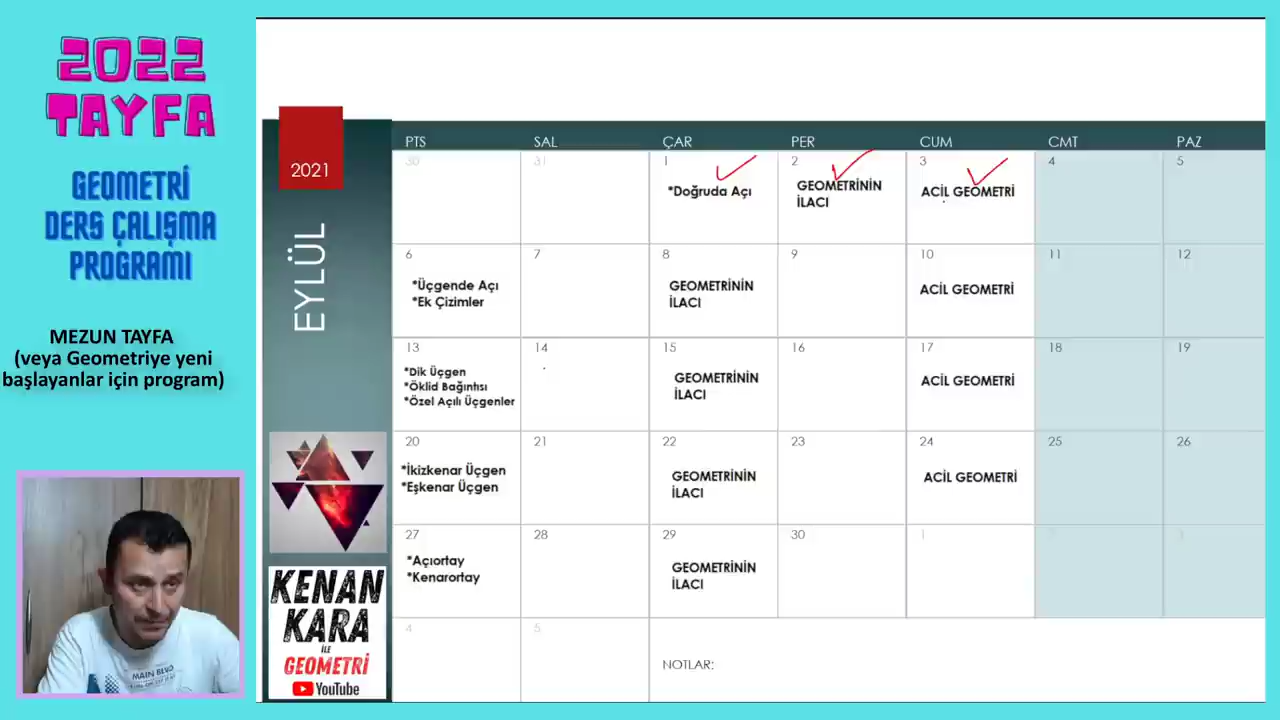 2022
TAYFA
GEOMETRİ
DERS ÇALIŞMA
PROGRAMI
MEZUN TAYFA
(veya Geometriye yeni
başlayanlar için program)
2021
EYLÜL
PTS SAL ÇAR PER CUM CMT PAZ
30 31 1 2 3 4 5
*Doğruda Açı
GEOMETRİNİN
İLACI
ACİL GEOMETRİ
6 7 8 9 10 11 12
*Üçgende Açı
*Ek Çizimler
GEOMETRİNİN
İLACI
ACİL GEOMETRİ
13 14 15 16 17 18 19
*Dik Üçgen
*Öklid Bağıntısı
*Özel Açılı Üçgenler
GEOMETRİNİN
İLACI
ACİL GEOMETRİ
20 21 22 23 24 25 26
*İkizkenar Üçgen
*Eşkenar Üçgen
GEOMETRİNİN
İLACI
ACİL GEOMETRİ
27 28 29 30 1 2 3
*Açıortay
*Kenarortay
GEOMETRİNİN
İLACI
4 5
NOTLAR:
KENAN
KARA
İLE
GEOMETRİ
YouTube
MAIN BLVD